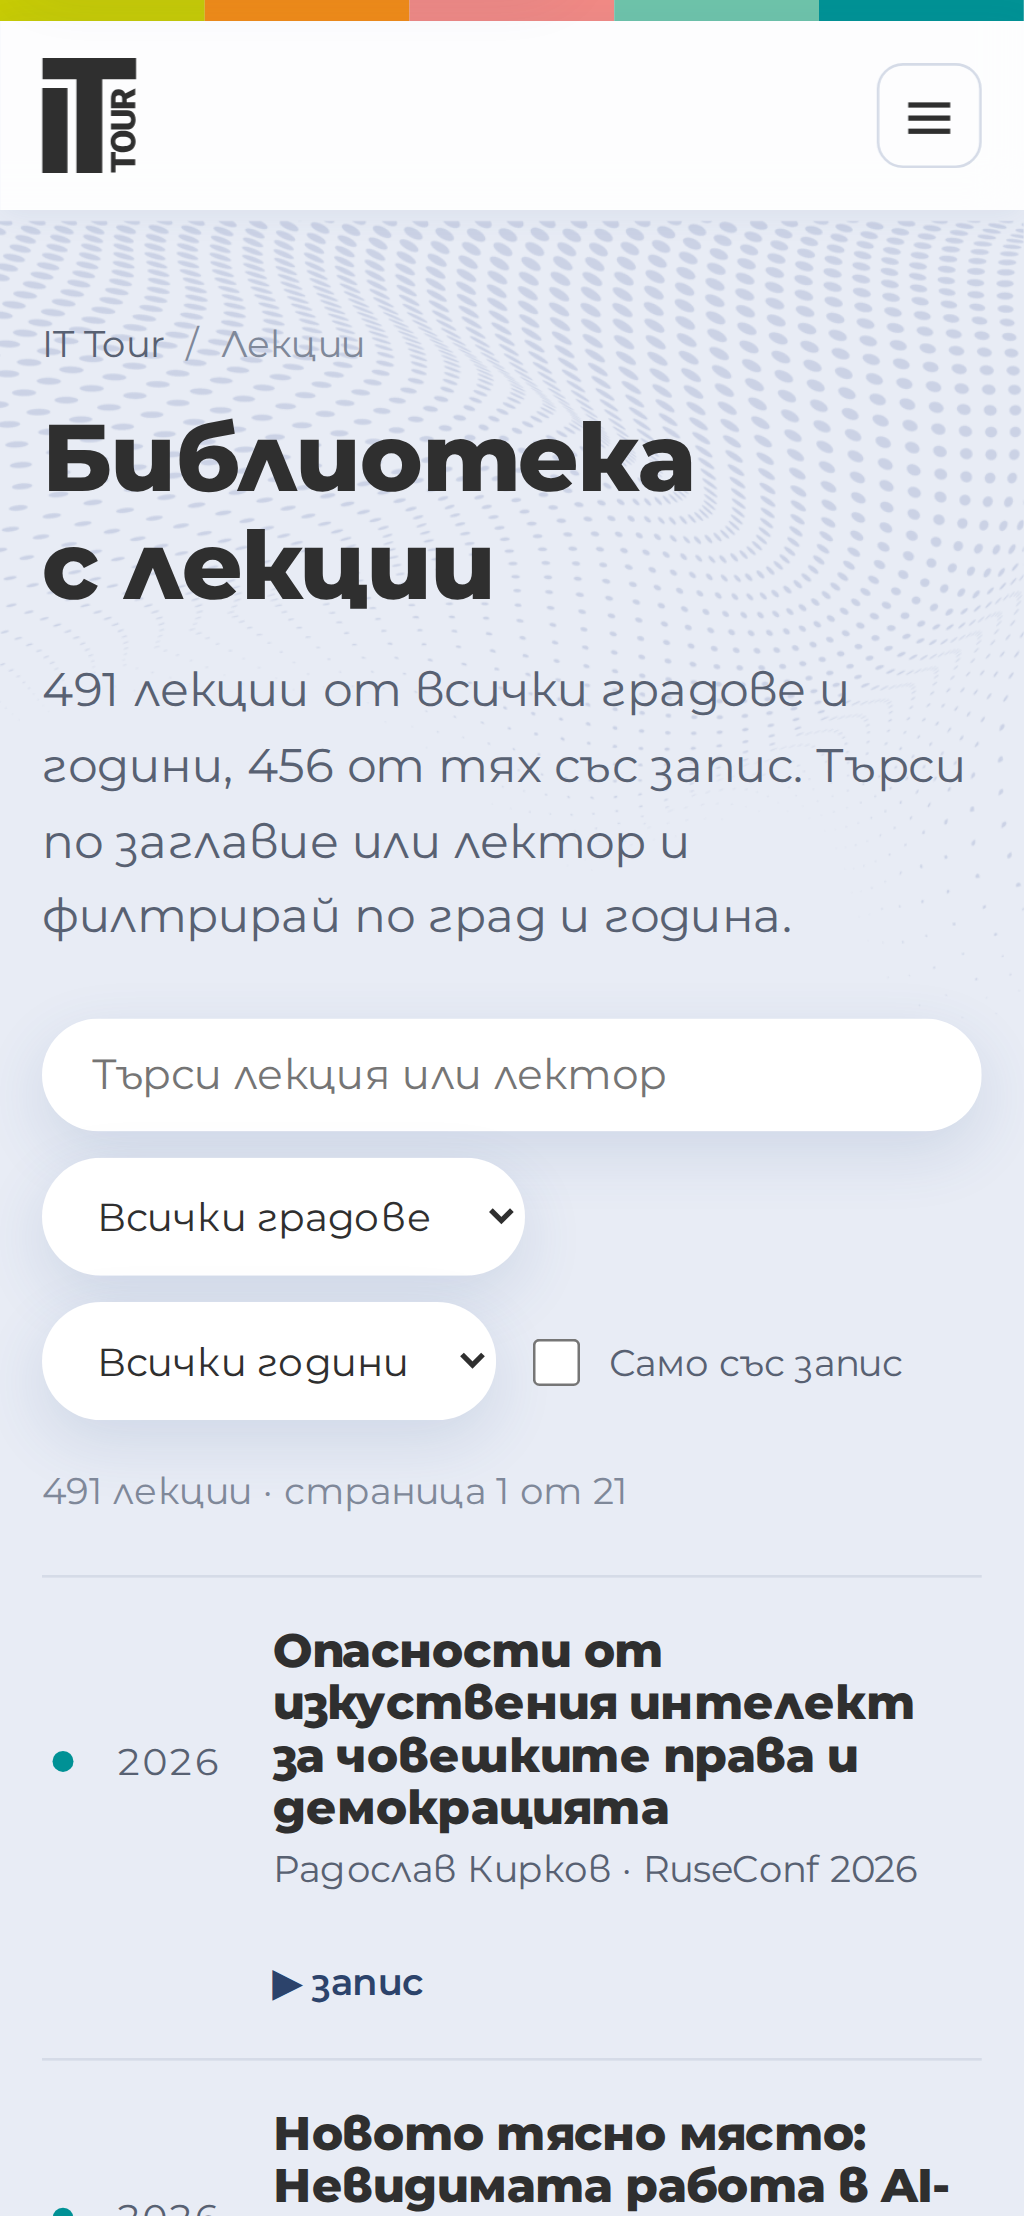 iT TOUR
IT Tour / Лекции
Библиотека
с лекции
491 лекции от всички градове и
години, 456 от тях със запис. Търси
по заглавие или лектор и
филтрирай по град и година.
Търси лекция или лектор
Всички градове
Всички години
Само със запис
491 лекции · страница 1 от 21
2026
Опасности от
изкуствения интелект
за човешките права и
демокрацията
Радослав Кирков · RuseConf 2026
▶ запис
2026
Новото тясно място:
Невидимата работа в AI-